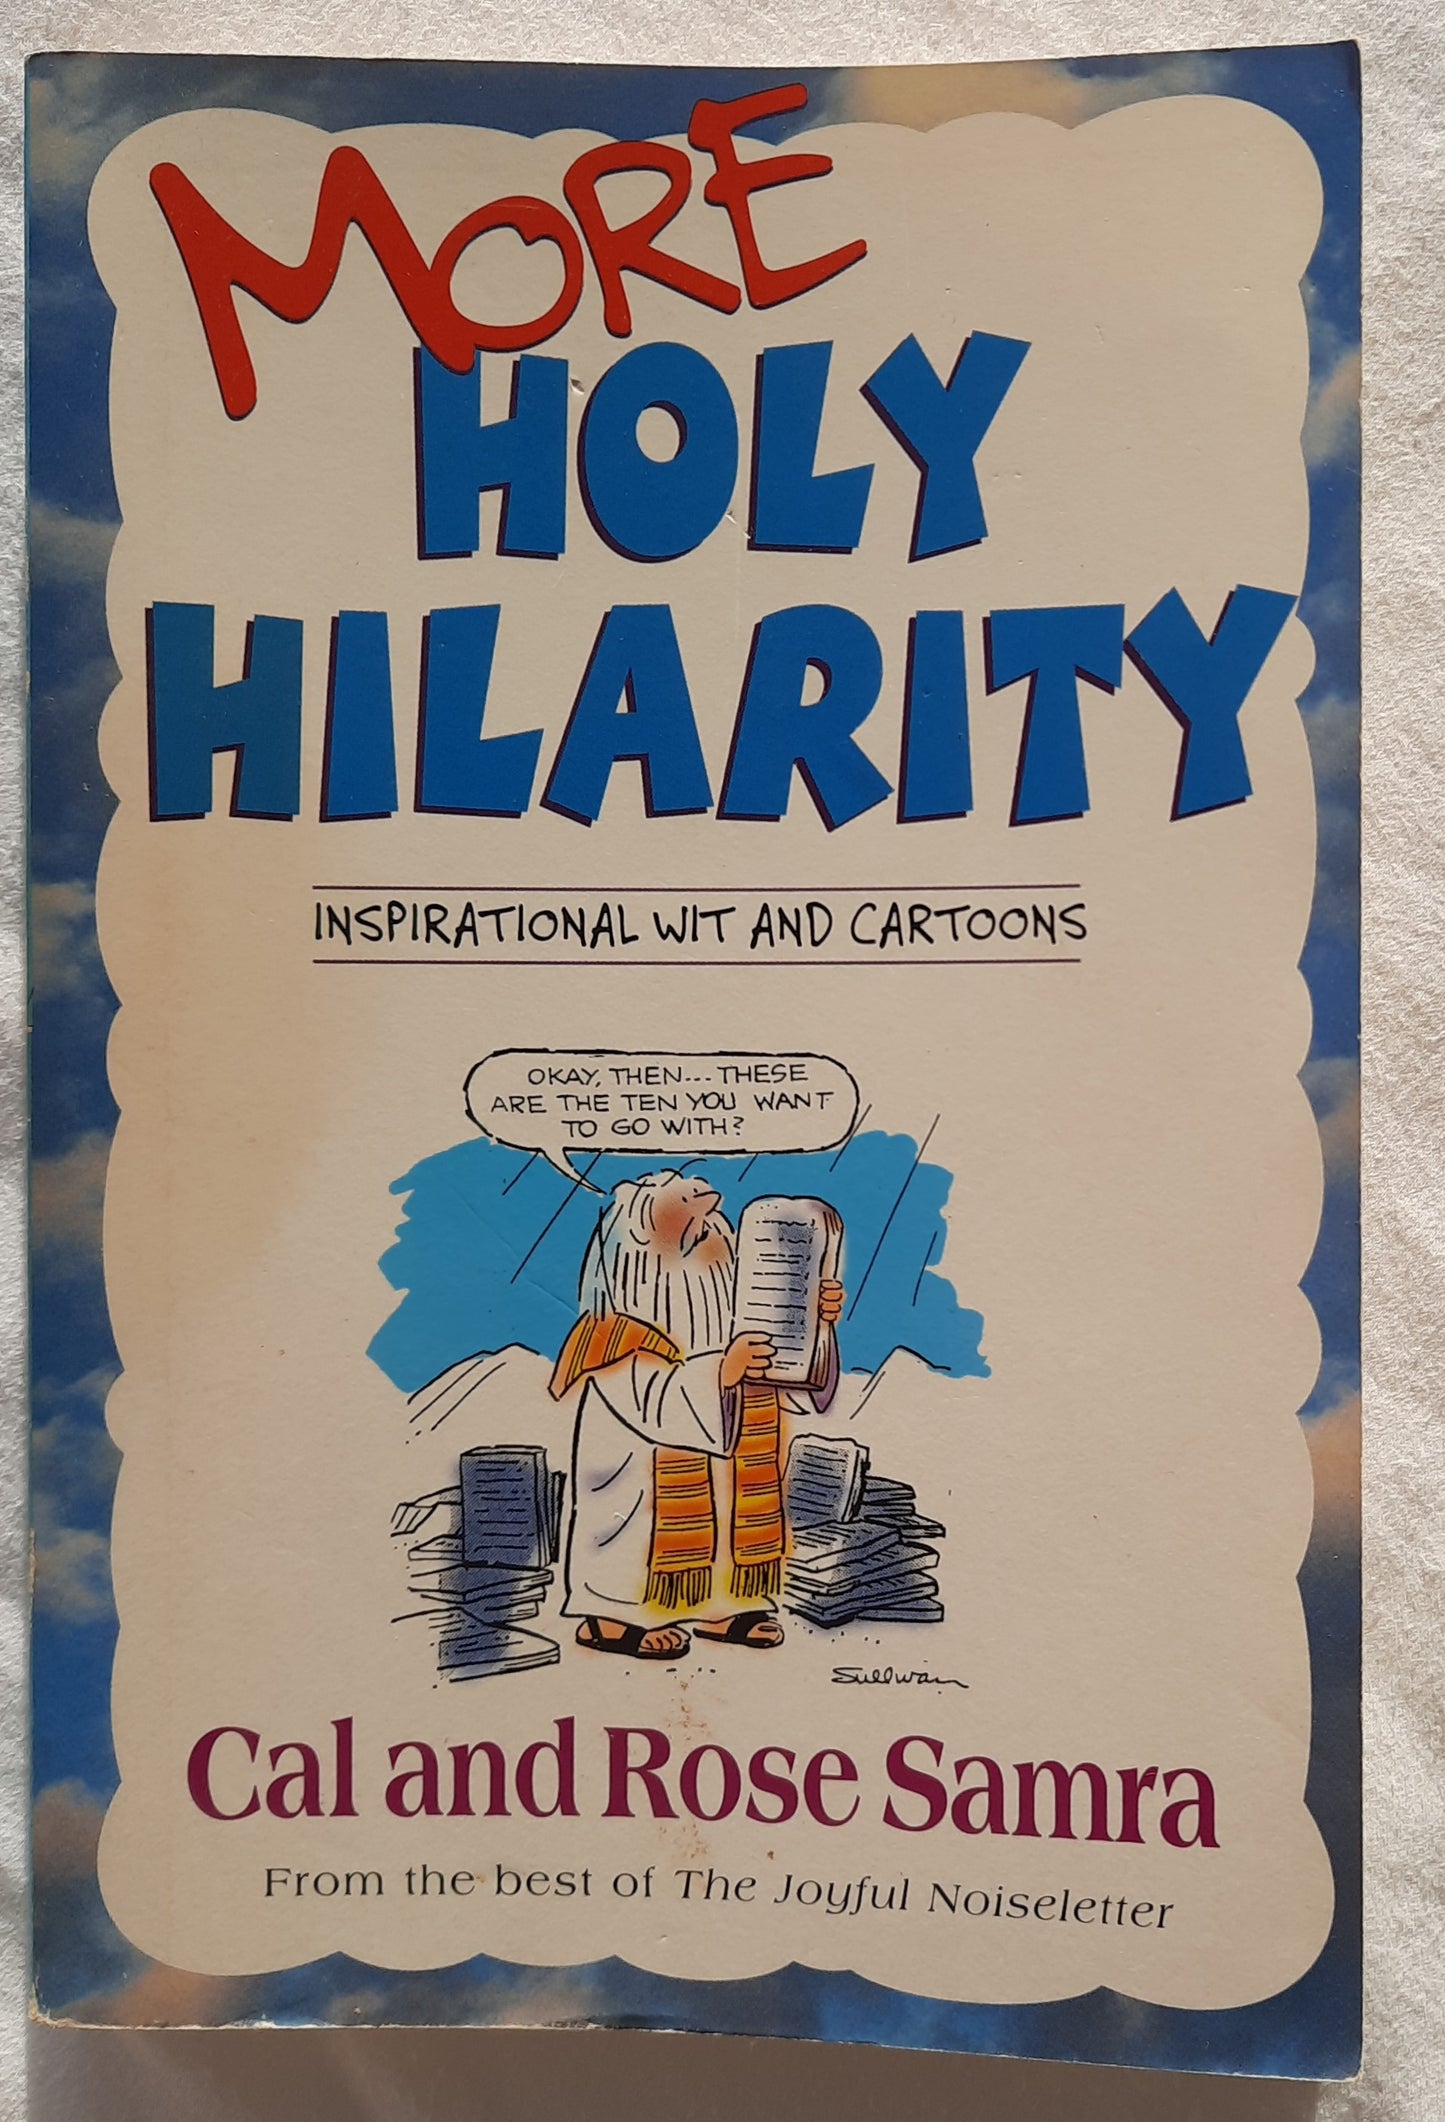 MORE
HOLY
HILARITY
INSPIRATIONAL WIT AND CARTOONS
OKAY, THEN... THESE
ARE THE TEN YOU WANT
TO GO WITH?
Sullivan
Cal and Rose Samra
From the best of The Joyful Noiseletter